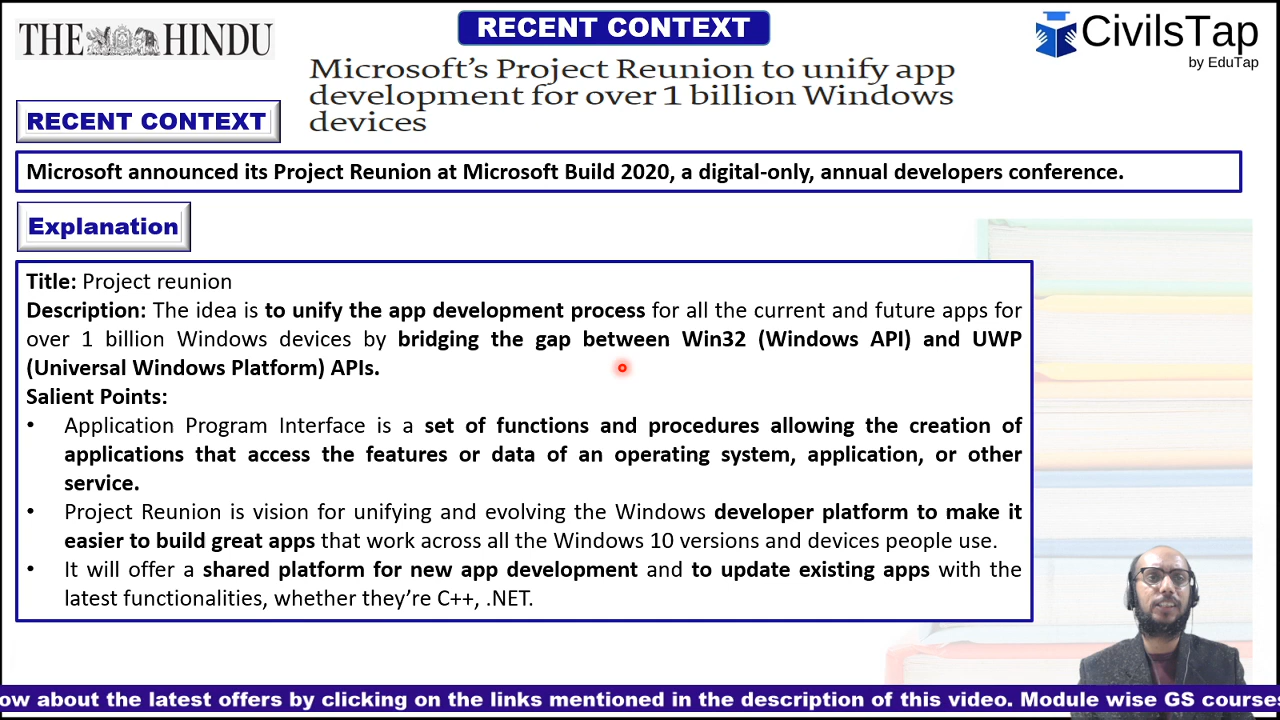 THE HINDU
RECENT CONTEXT
CivilsTap
by EduTap
Microsoft's Project Reunion to unify app
development for over 1 billion Windows
devices
RECENT CONTEXT
Microsoft announced its Project Reunion at Microsoft Build 2020, a digital-only, annual developers conference.
Explanation
Title: Project reunion
Description: The idea is to unify the app development process for all the current and future apps for
over 1 billion Windows devices by bridging the gap between Win32 (Windows API) and UWP
(Universal Windows Platform) APIs.
Salient Points:
• Application Program Interface is a set of functions and procedures allowing the creation of
applications that access the features or data of an operating system, application, or other
service.
• Project Reunion is vision for unifying and evolving the Windows developer platform to make it
easier to build great apps that work across all the Windows 10 versions and devices people use.
• It will offer a shared platform for new app development and to update existing apps with the
latest functionalities, whether they're C++, .NET.
ow about the latest offers by clicking on the links mentioned in the description of this video. Module wise GS courses